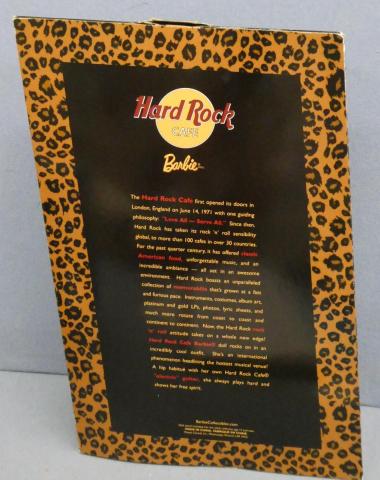 Hard Rock
CAFE
Barbie™
The Hard Rock Cafe first opened its doors in
London, England on June 14, 1971 with one guiding
philosophy: "Love All — Serve All." Since then,
Hard Rock has taken its rock 'n' roll sensibility
global, to more than 100 cafes in over 30 countries.
For the past quarter century, it has offered classic
American food, unforgettable music, and an
incredible ambiance — all set in an awesome
environment. Hard Rock boasts an unparalleled
collection of memorabilia that's grown at a fast
and furious pace. Instruments, costumes, album art,
platinum and gold LPs, photos, lyric sheets, and
much more rotate from coast to coast and
continent to continent. Now, the Hard Rock rock
'n' roll attitude takes on a whole new edge!
Hard Rock Cafe Barbie® doll rocks on in an
incredibly cool outfit. She's an international
phenomenon headlining the hottest musical venue!
A hip habitué with her own Hard Rock Cafe®
"electric" guitar, she always plays hard and
shows her free spirit.
BarbieCollectibles.com